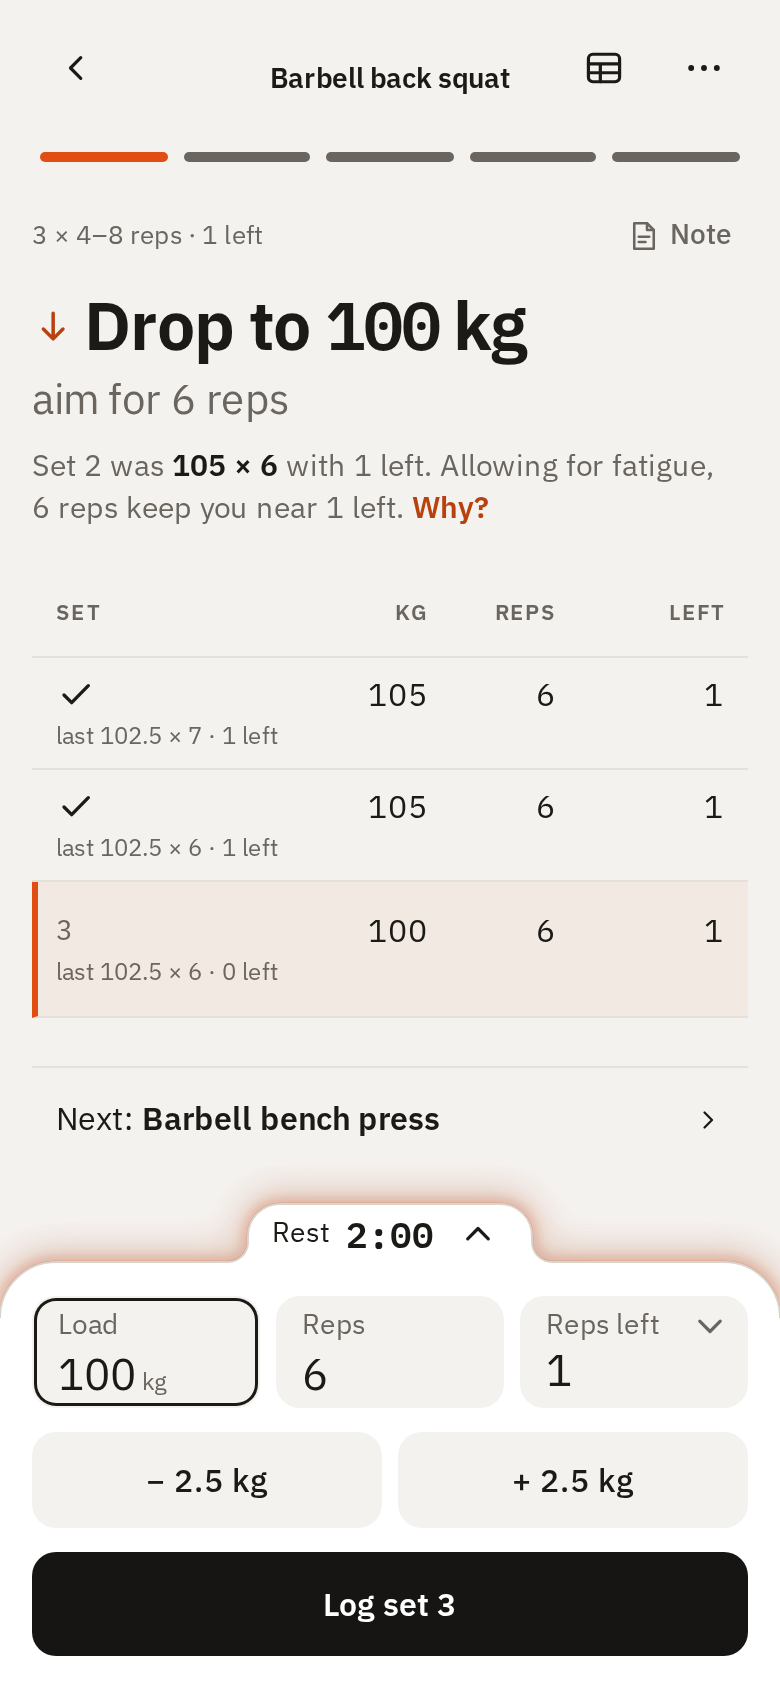 Barbell back squat
3 × 4–8 reps · 1 left
Note
↓ Drop to 100 kg
aim for 6 reps
Set 2 was 105 × 6 with 1 left. Allowing for fatigue,
6 reps keep you near 1 left. Why?
SET KG REPS LEFT
✓ 105 6 1
last 102.5 × 7 · 1 left
✓ 105 6 1
last 102.5 × 6 · 1 left
3 100 6 1
last 102.5 × 6 · 0 left
Next: Barbell bench press
Rest 2:00
Load Reps Reps left
100 kg 6 1
− 2.5 kg + 2.5 kg
Log set 3